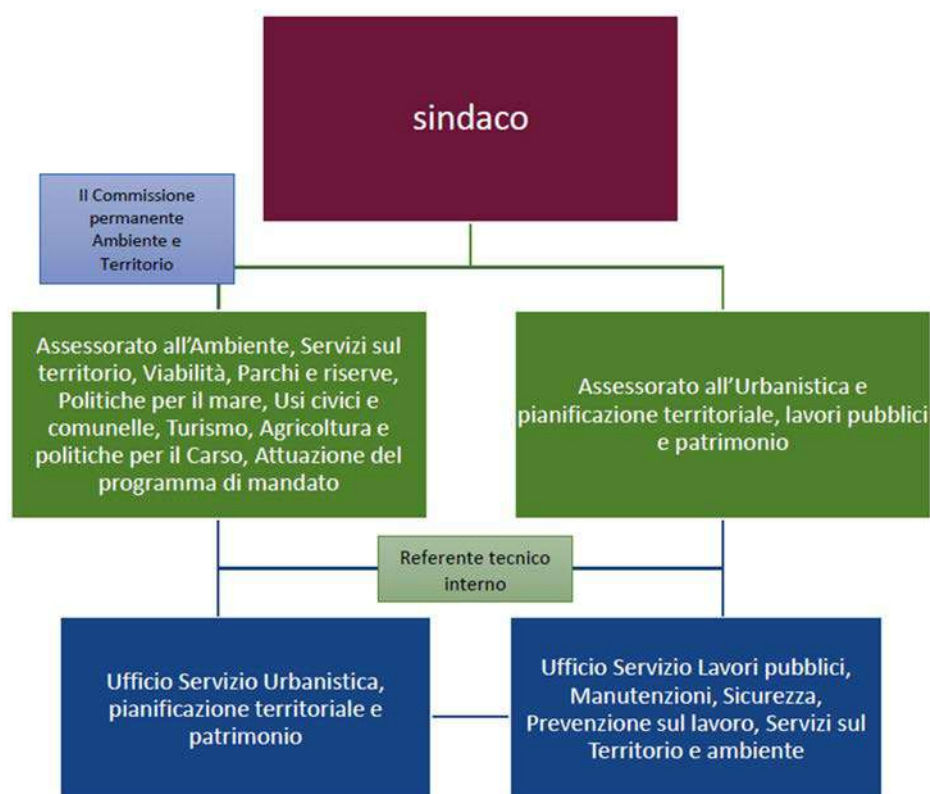 sindaco
II Commissione
permanente
Ambiente e
Territorio
Assessorato all'Ambiente, Servizi sul
territorio, Viabilità, Parchi e riserve,
Politiche per il mare, Usi civici e
comunelle, Turismo, Agricoltura e
politiche per il Carso, Attuazione del
programma di mandato
Assessorato all'Urbanistica e
pianificazione territoriale, lavori pubblici
e patrimonio
Referente tecnico
interno
Ufficio Servizio Urbanistica,
pianificazione territoriale e
patrimonio
Ufficio Servizio Lavori pubblici,
Manutenzioni, Sicurezza,
Prevenzione sul lavoro, Servizi sul
Territorio e ambiente